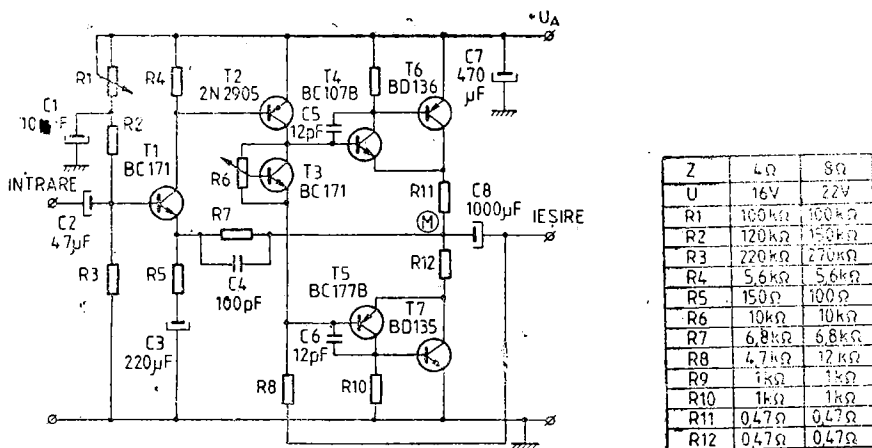 +UA
R1
R4
T2
2N2905
T4
BC107B
T6
BD136
C7
470
µF
C1
R2
C5
12pF
T1
BC171
R6
T3
BC171
R11
C8
1000µF
INTRARE
C2
47µF
R7
M
IEȘIRE
C4
100pF
R12
R3
R5
T5
BC177B
T7
BD135
C3
220µF
C6
12pF
R8
R10
Z 4Ω 8Ω
U 16V 22V
R1 100kΩ 100kΩ
R2 120kΩ 150kΩ
R3 220kΩ 270kΩ
R4 5,6kΩ 5,6kΩ
R5 150Ω 100Ω
R6 10kΩ 10kΩ
R7 6,8kΩ 6,8kΩ
R8 4,7kΩ 12kΩ
R9 1kΩ 1kΩ
R10 1kΩ 1kΩ
R11 0,47Ω 0,47Ω
R12 0,47Ω 0,47Ω